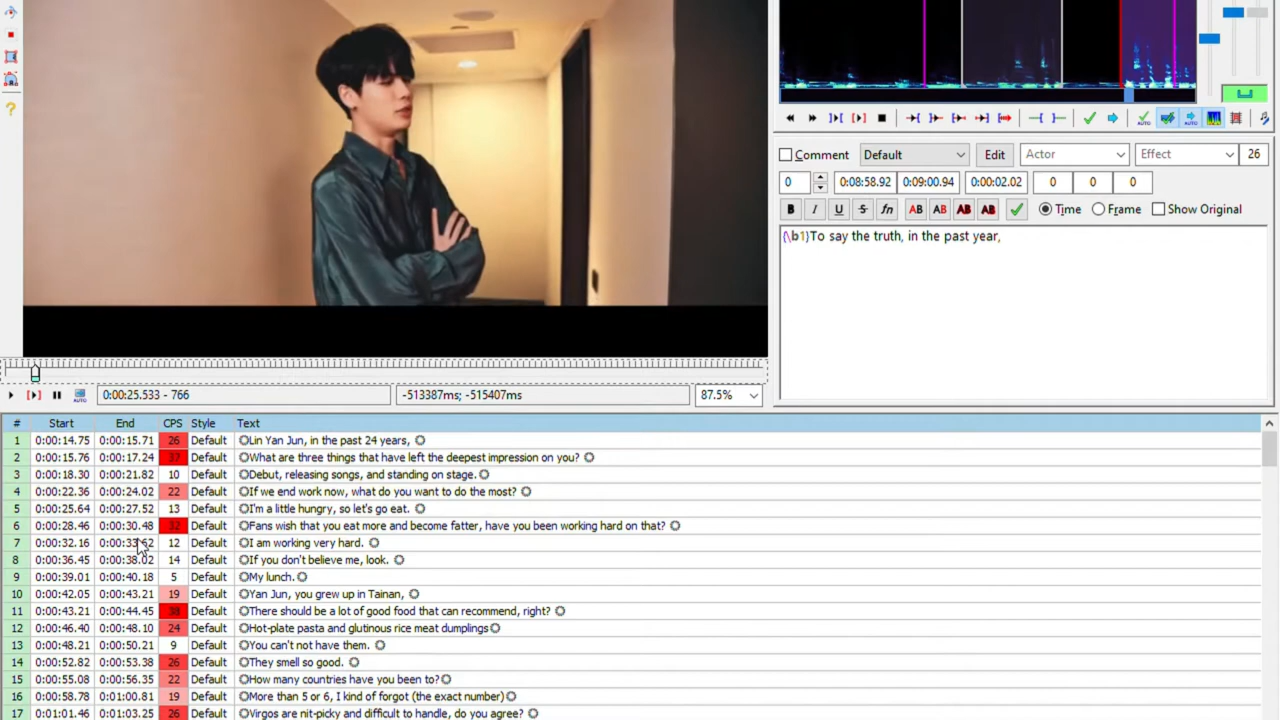 Comment Default Edit Actor Effect 26
0 0:08:58.92 0:09:00.94 0:00:02.02 0 0 0
B I U S fn AB AB AB AB Time Frame Show Original
{\b1}To say the truth, in the past year,
0:00:25.533 - 766 -513387ms; -515407ms 87.5%
# Start End CPS Style Text
1 0:00:14.75 0:00:15.71 26 Default Lin Yan Jun, in the past 24 years,
2 0:00:15.76 0:00:17.24 37 Default What are three things that have left the deepest impression on you?
3 0:00:18.30 0:00:21.82 10 Default Debut, releasing songs, and standing on stage.
4 0:00:22.36 0:00:24.02 22 Default If we end work now, what do you want to do the most?
5 0:00:25.64 0:00:27.52 13 Default I'm a little hungry, so let's go eat.
6 0:00:28.46 0:00:30.48 32 Default Fans wish that you eat more and become fatter, have you been working hard on that?
7 0:00:32.16 12 Default I am working very hard.
8 0:00:36.45 0:00:38.02 14 Default If you don't believe me, look.
9 0:00:39.01 0:00:40.18 5 Default My lunch.
10 0:00:42.05 0:00:43.21 19 Default Yan Jun, you grew up in Tainan,
11 0:00:43.21 0:00:44.45 38 Default There should be a lot of good food that can recommend, right?
12 0:00:46.40 0:00:48.10 24 Default Hot-plate pasta and glutinous rice meat dumplings
13 0:00:48.21 0:00:50.21 9 Default You can't not have them.
14 0:00:52.82 0:00:53.38 26 Default They smell so good.
15 0:00:55.08 0:00:56.35 22 Default How many countries have you been to?
16 0:00:58.78 0:01:00.81 19 Default More than 5 or 6, I kind of forgot (the exact number)
17 0:01:01.46 0:01:03.25 26 Default Virgos are nit-picky and difficult to handle, do you agree?